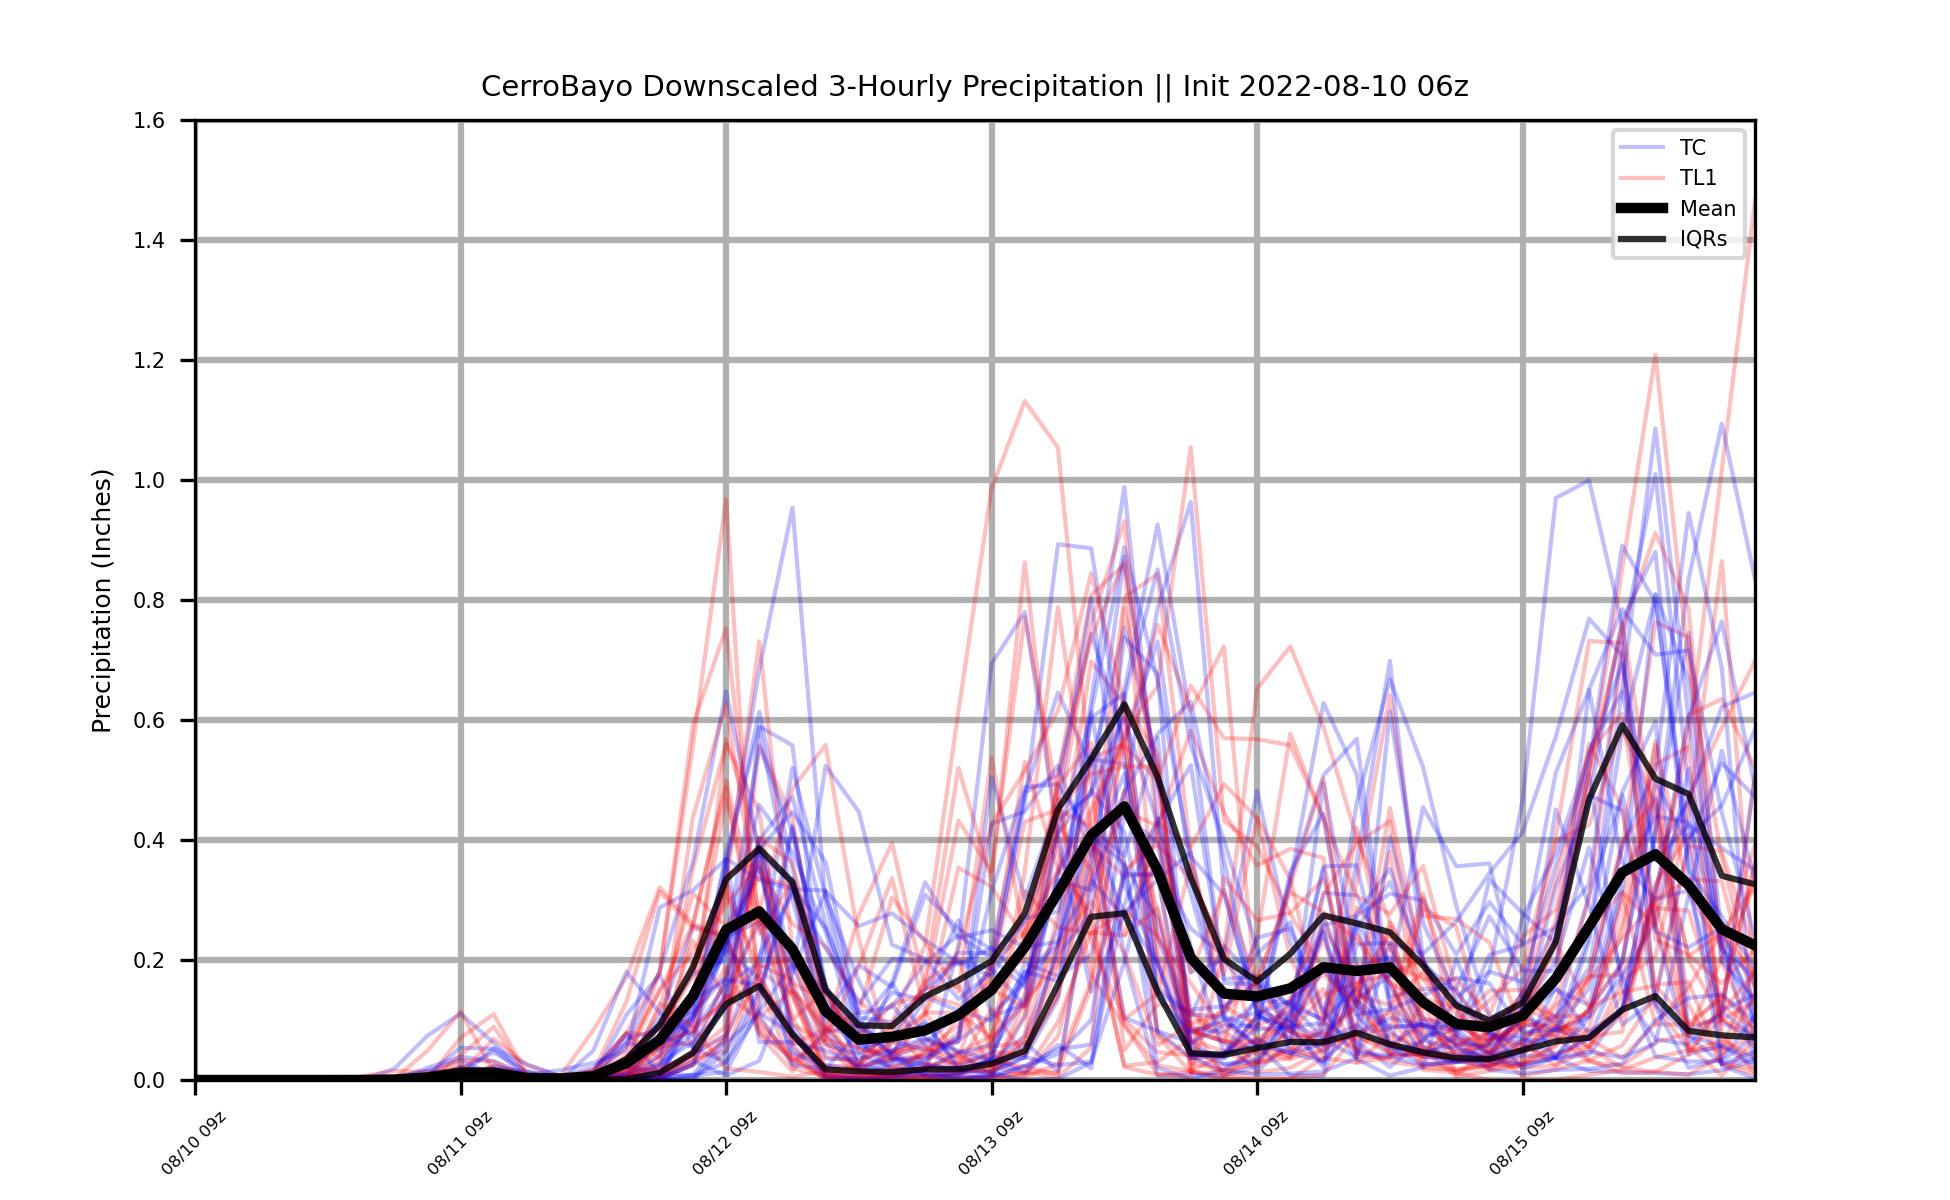 CerroBayo Downscaled 3-Hourly Precipitation || Init 2022-08-10 06z
Precipitation (Inches)
1.6
1.4
1.2
1.0
0.8
0.6
0.4
0.2
0.0
TC
TL1
Mean
IQRs
08/10 09z
08/11 09z
08/12 09z
08/13 09z
08/14 09z
08/15 09z